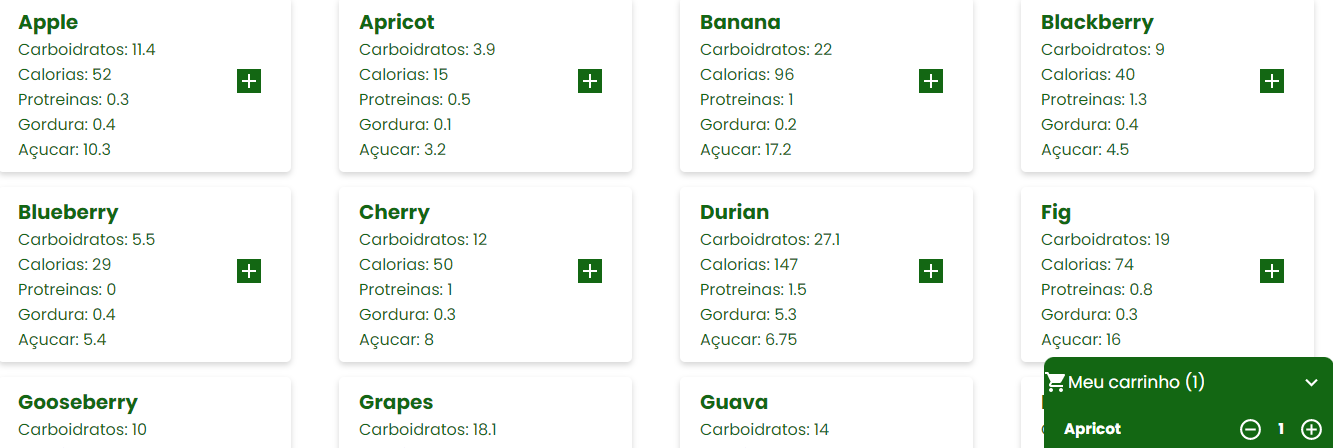 Apple
Carboidratos: 11.4
Calorias: 52
Protreinas: 0.3
Gordura: 0.4
Açucar: 10.3
Apricot
Carboidratos: 3.9
Calorias: 15
Protreinas: 0.5
Gordura: 0.1
Açucar: 3.2
Banana
Carboidratos: 22
Calorias: 96
Protreinas: 1
Gordura: 0.2
Açucar: 17.2
Blackberry
Carboidratos: 9
Calorias: 40
Protreinas: 1.3
Gordura: 0.4
Açucar: 4.5
Blueberry
Carboidratos: 5.5
Calorias: 29
Protreinas: 0
Gordura: 0.4
Açucar: 5.4
Cherry
Carboidratos: 12
Calorias: 50
Protreinas: 1
Gordura: 0.3
Açucar: 8
Durian
Carboidratos: 27.1
Calorias: 147
Protreinas: 1.5
Gordura: 5.3
Açucar: 6.75
Fig
Carboidratos: 19
Calorias: 74
Protreinas: 0.8
Gordura: 0.3
Açucar: 16
Gooseberry
Carboidratos: 10
Grapes
Carboidratos: 18.1
Guava
Carboidratos: 14
Meu carrinho (1)
Apricot 1